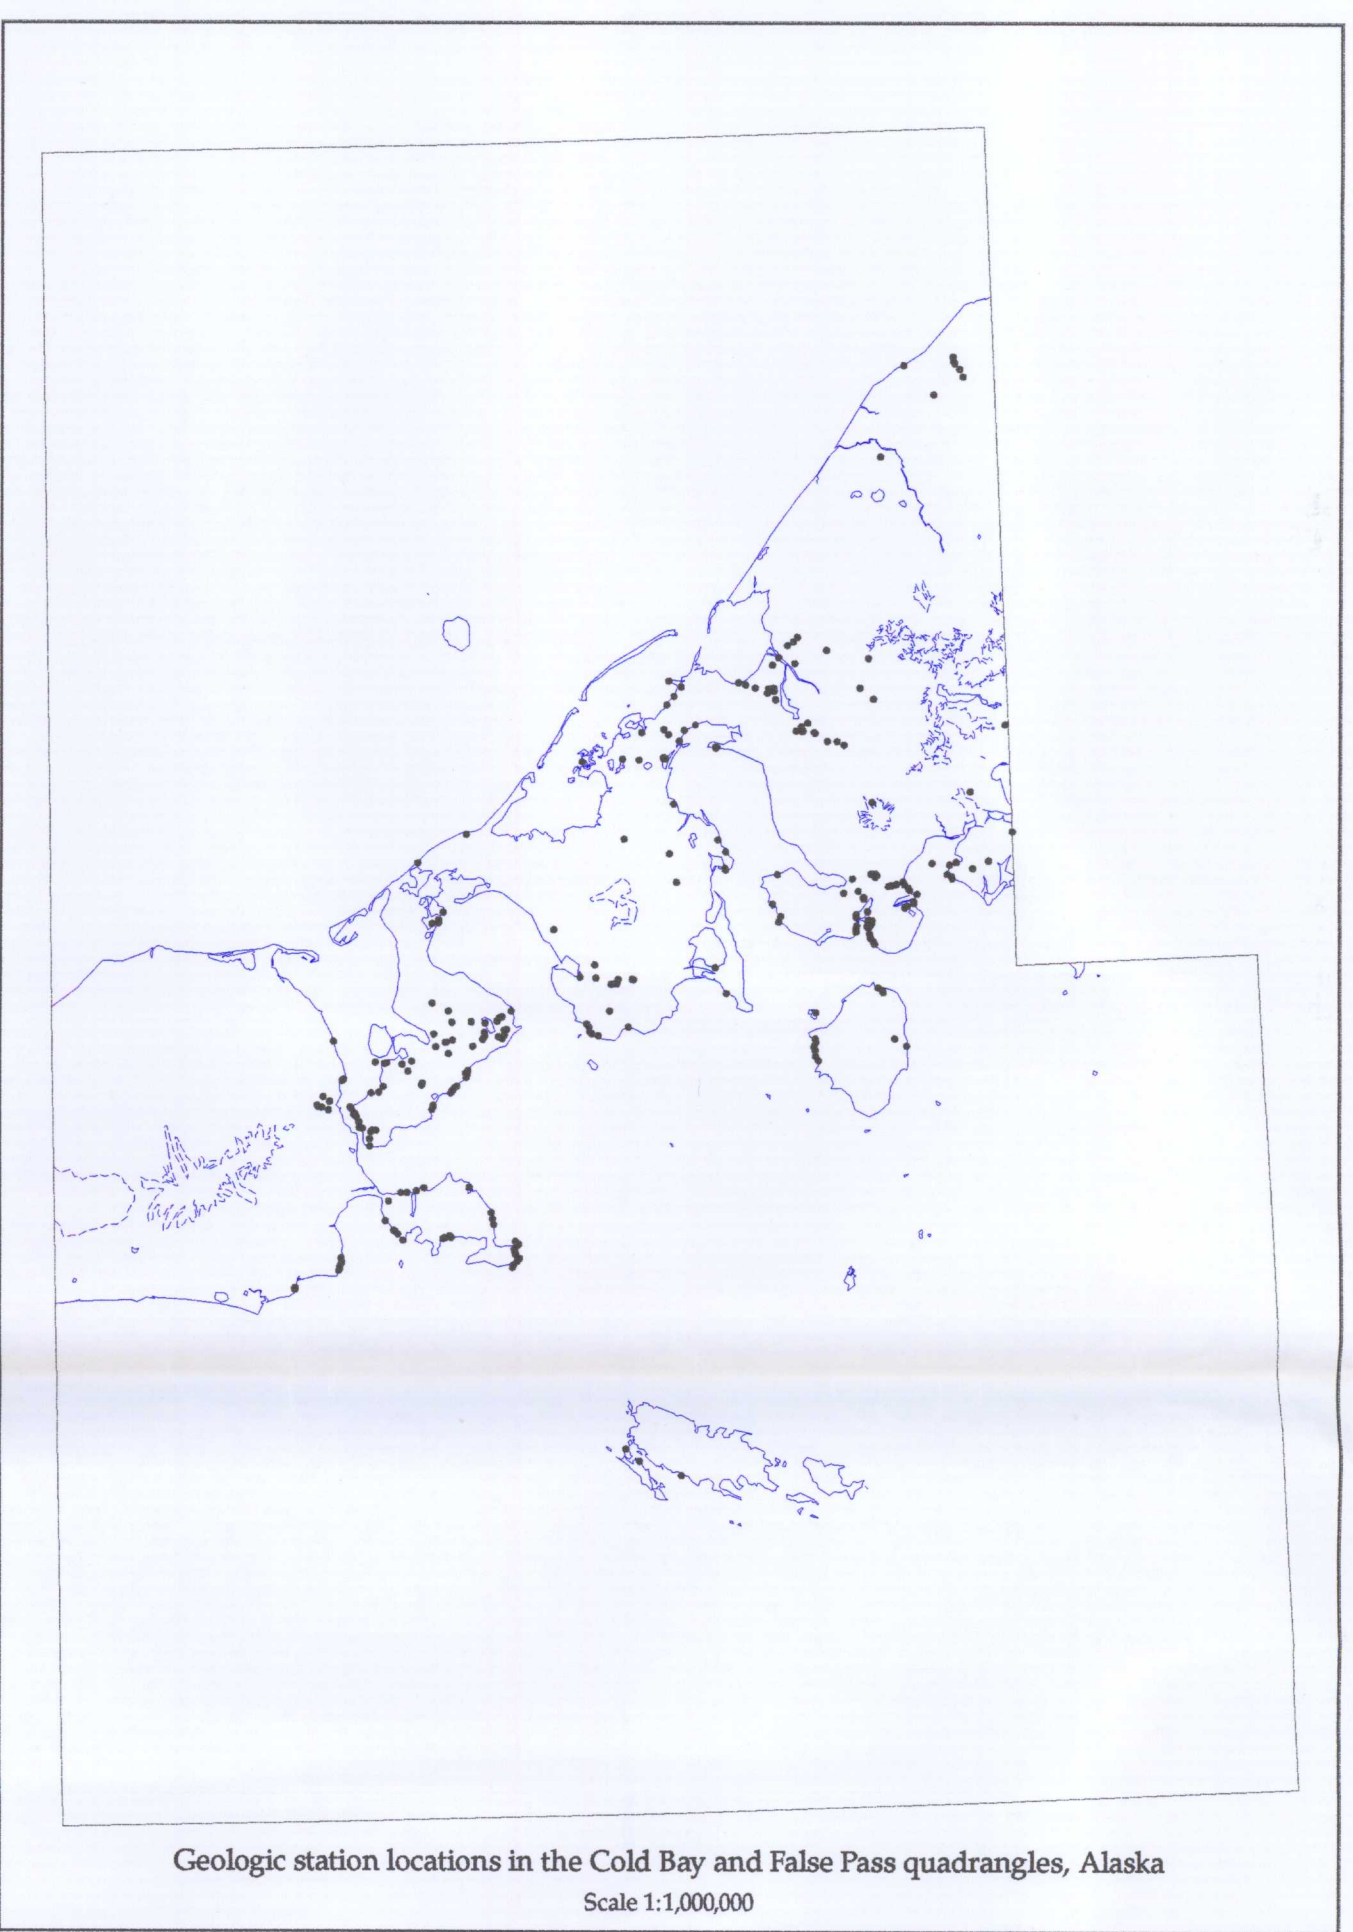 Geologic station locations in the Cold Bay and False Pass quadrangles, Alaska
Scale 1:1,000,000